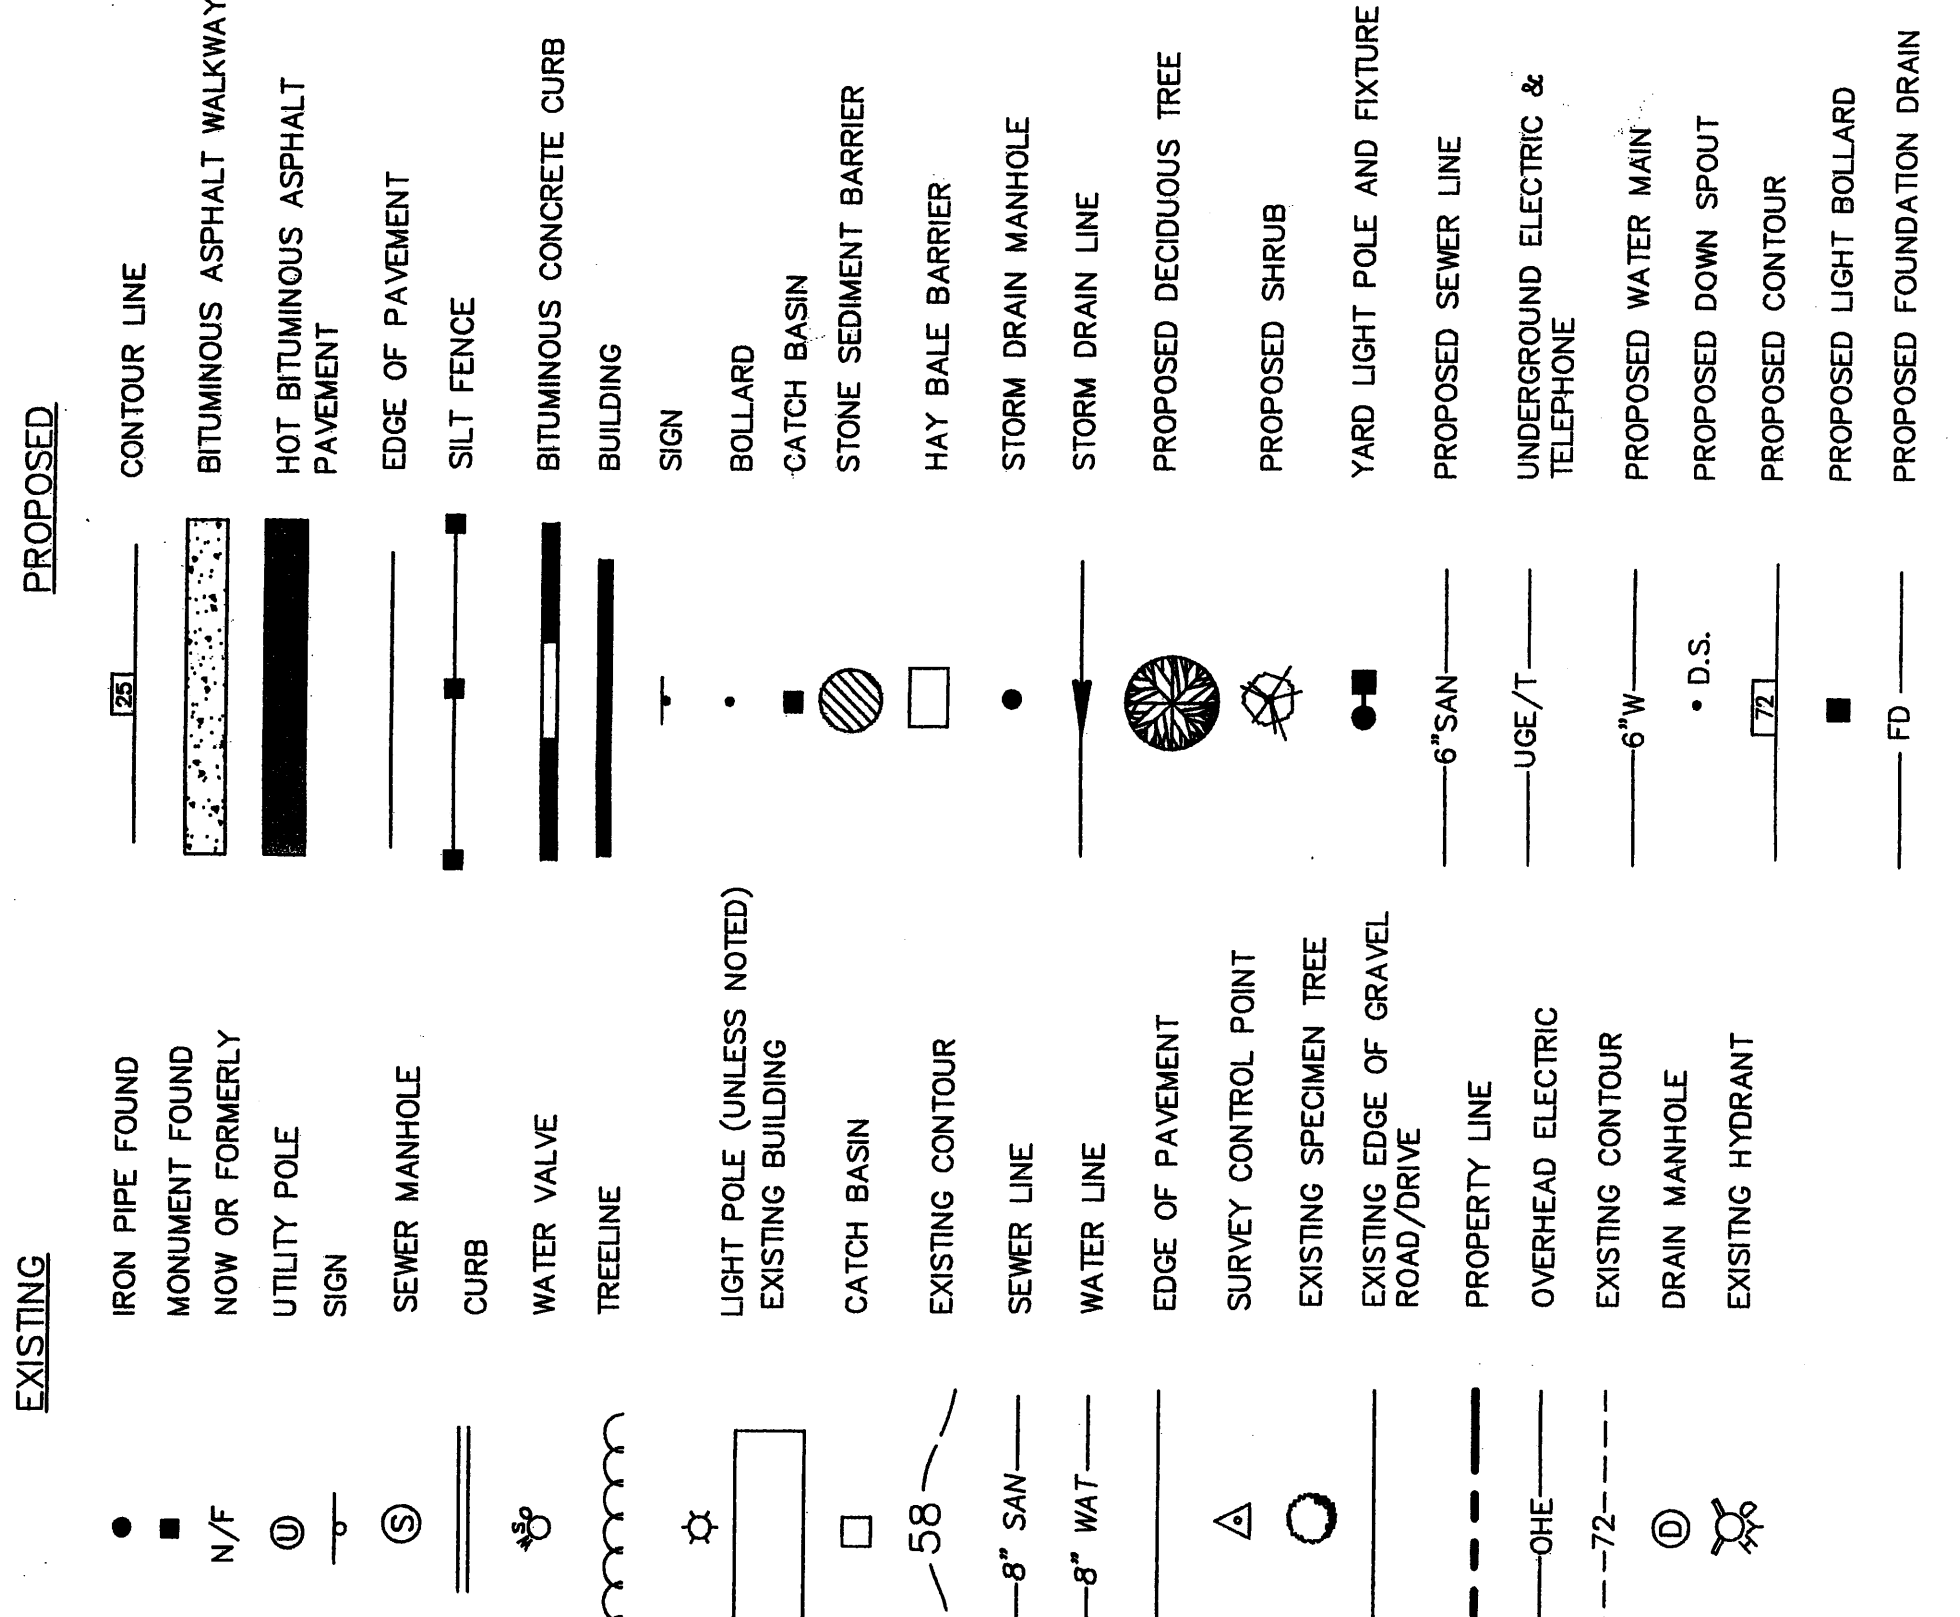 EXISTING
IRON PIPE FOUND
MONUMENT FOUND
N/F NOW OR FORMERLY
U UTILITY POLE
SIGN
S SEWER MANHOLE
CURB
WATER VALVE
TREELINE
LIGHT POLE (UNLESS NOTED)
EXISTING BUILDING
CATCH BASIN
58 EXISTING CONTOUR
8" SAN SEWER LINE
8" WAT WATER LINE
EDGE OF PAVEMENT
SURVEY CONTROL POINT
EXISTING SPECIMEN TREE
EXISTING EDGE OF GRAVEL
ROAD/DRIVE
PROPERTY LINE
OHE OVERHEAD ELECTRIC
72 EXISTING CONTOUR
D DRAIN MANHOLE
EXISITNG HYDRANT
PROPOSED
25 CONTOUR LINE
BITUMINOUS ASPHALT WALKWAY
HOT BITUMINOUS ASPHALT
PAVEMENT
EDGE OF PAVEMENT
SILT FENCE
BITUMINOUS CONCRETE CURB
BUILDING
SIGN
BOLLARD
CATCH BASIN
STONE SEDIMENT BARRIER
HAY BALE BARRIER
STORM DRAIN MANHOLE
STORM DRAIN LINE
PROPOSED DECIDUOUS TREE
PROPOSED SHRUB
YARD LIGHT POLE AND FIXTURE
6"SAN PROPOSED SEWER LINE
UGE/T UNDERGROUND ELECTRIC &
TELEPHONE
6"W PROPOSED WATER MAIN
D.S. PROPOSED DOWN SPOUT
72 PROPOSED CONTOUR
PROPOSED LIGHT BOLLARD
FD PROPOSED FOUNDATION DRAIN